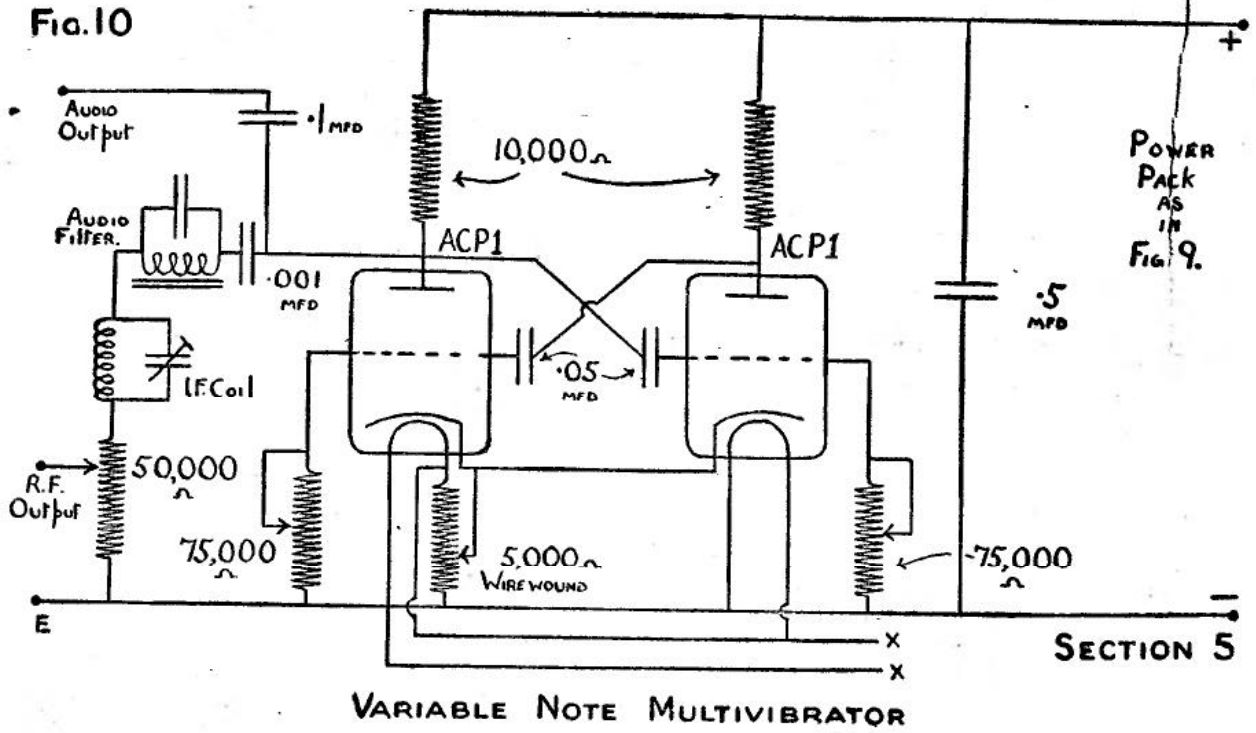 FIG.10
+
AUDIO
Output
.1 MFD
10,000Ω
POWER
PACK
AS
IN
FIG 9.
AUDIO
FILTER.
ACP1
ACP1
.001
MFD
.5
MFD
.05
MFD
I.F. Coil
50,000
Ω
R.F.
Output
75,000
Ω
5,000Ω
WIRE WOUND
75,000
Ω
E
−
X
X
SECTION 5
VARIABLE NOTE MULTIVIBRATOR